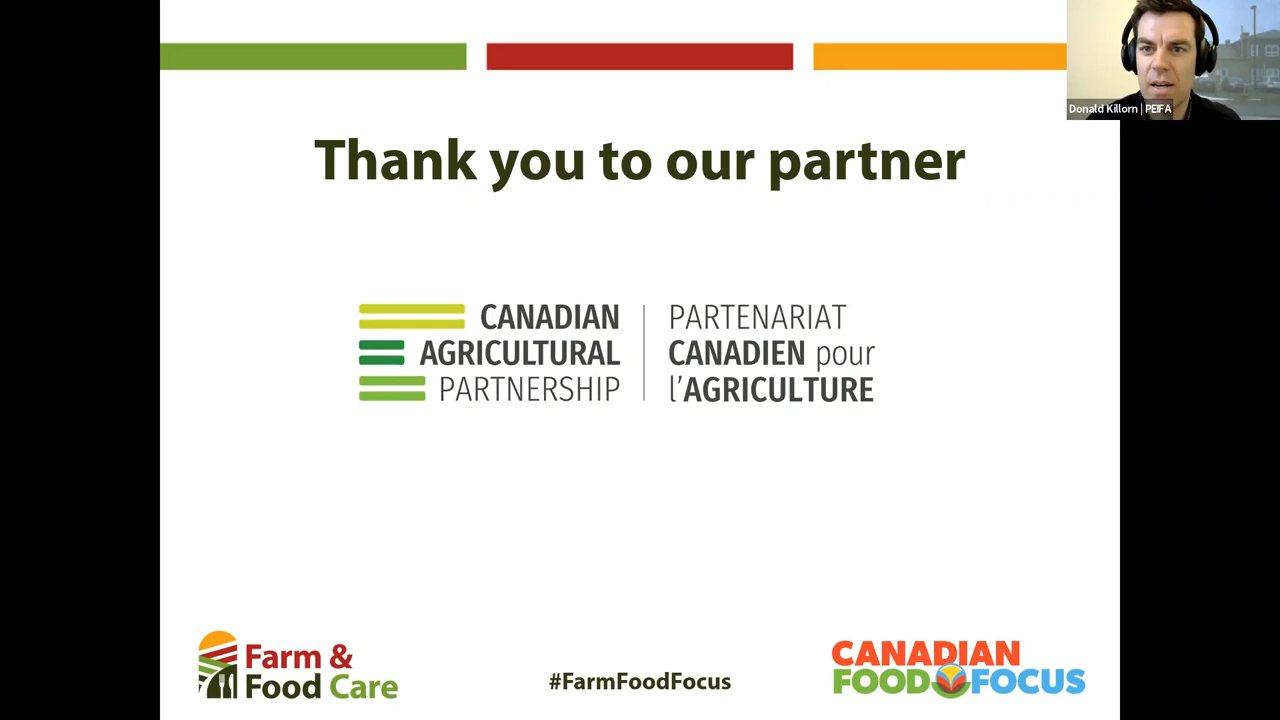 Donald Killorn | PEIFA
Thank you to our partner
CANADIAN
AGRICULTURAL
PARTNERSHIP
PARTENARIAT
CANADIEN pour
l'AGRICULTURE
Farm &
Food Care
#FarmFoodFocus
CANADIAN
FOOD FOCUS